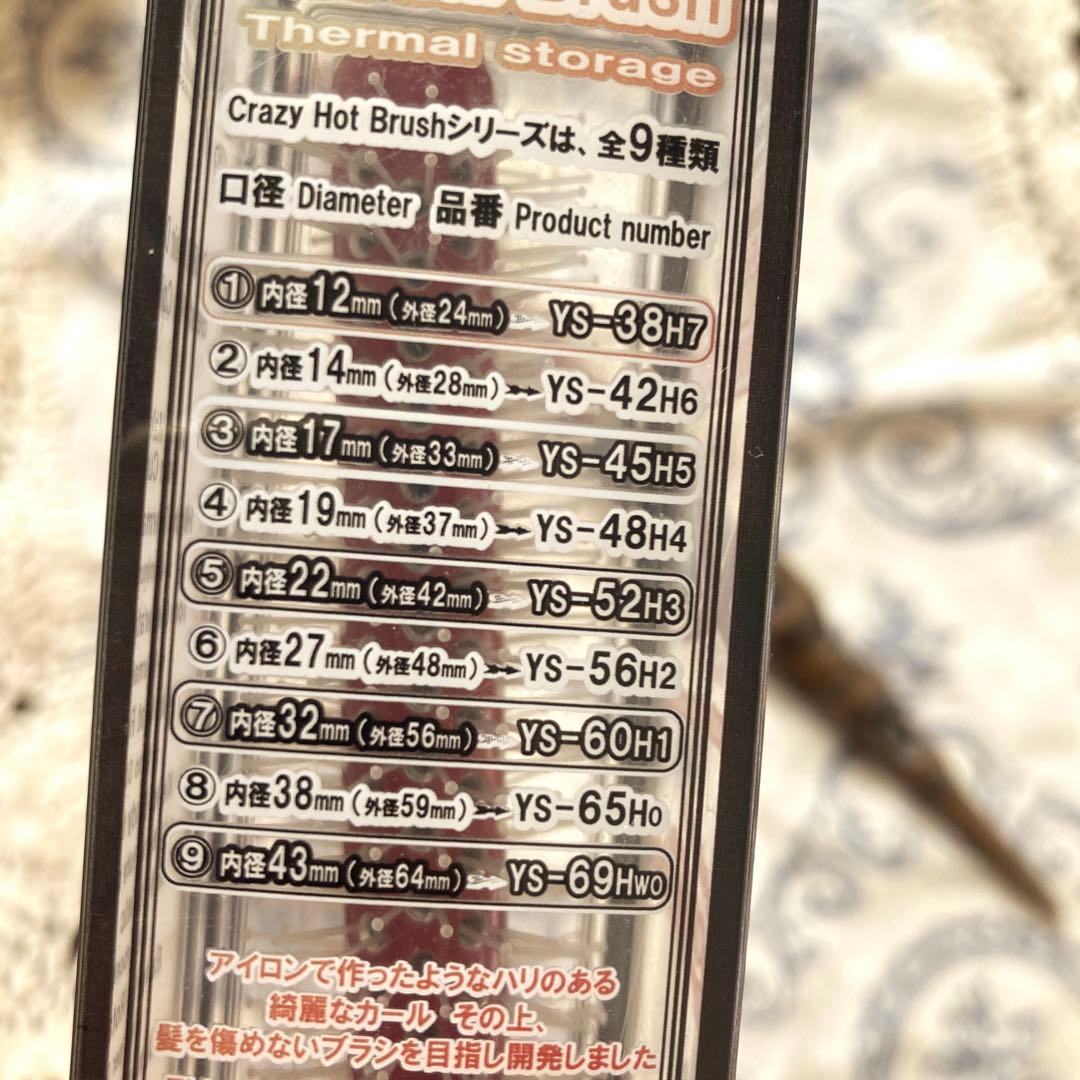 Brush
Thermal storage
Crazy Hot Brushシリーズは、全9種類
口径 Diameter 品番 Product number
① 内径12mm(外径24mm) YS-38H7
② 内径14mm(外径28mm) YS-42H6
③ 内径17mm(外径33mm) YS-45H5
④ 内径19mm(外径37mm) YS-48H4
⑤ 内径22mm(外径42mm) YS-52H3
⑥ 内径27mm(外径48mm) YS-56H2
⑦ 内径32mm(外径56mm) YS-60H1
⑧ 内径38mm(外径59mm) YS-65H0
⑨ 内径43mm(外径64mm) YS-69HW0
アイロンで作ったようなハリのある
綺麗なカール その上、
髪を傷めないブラシを目指し開発しました